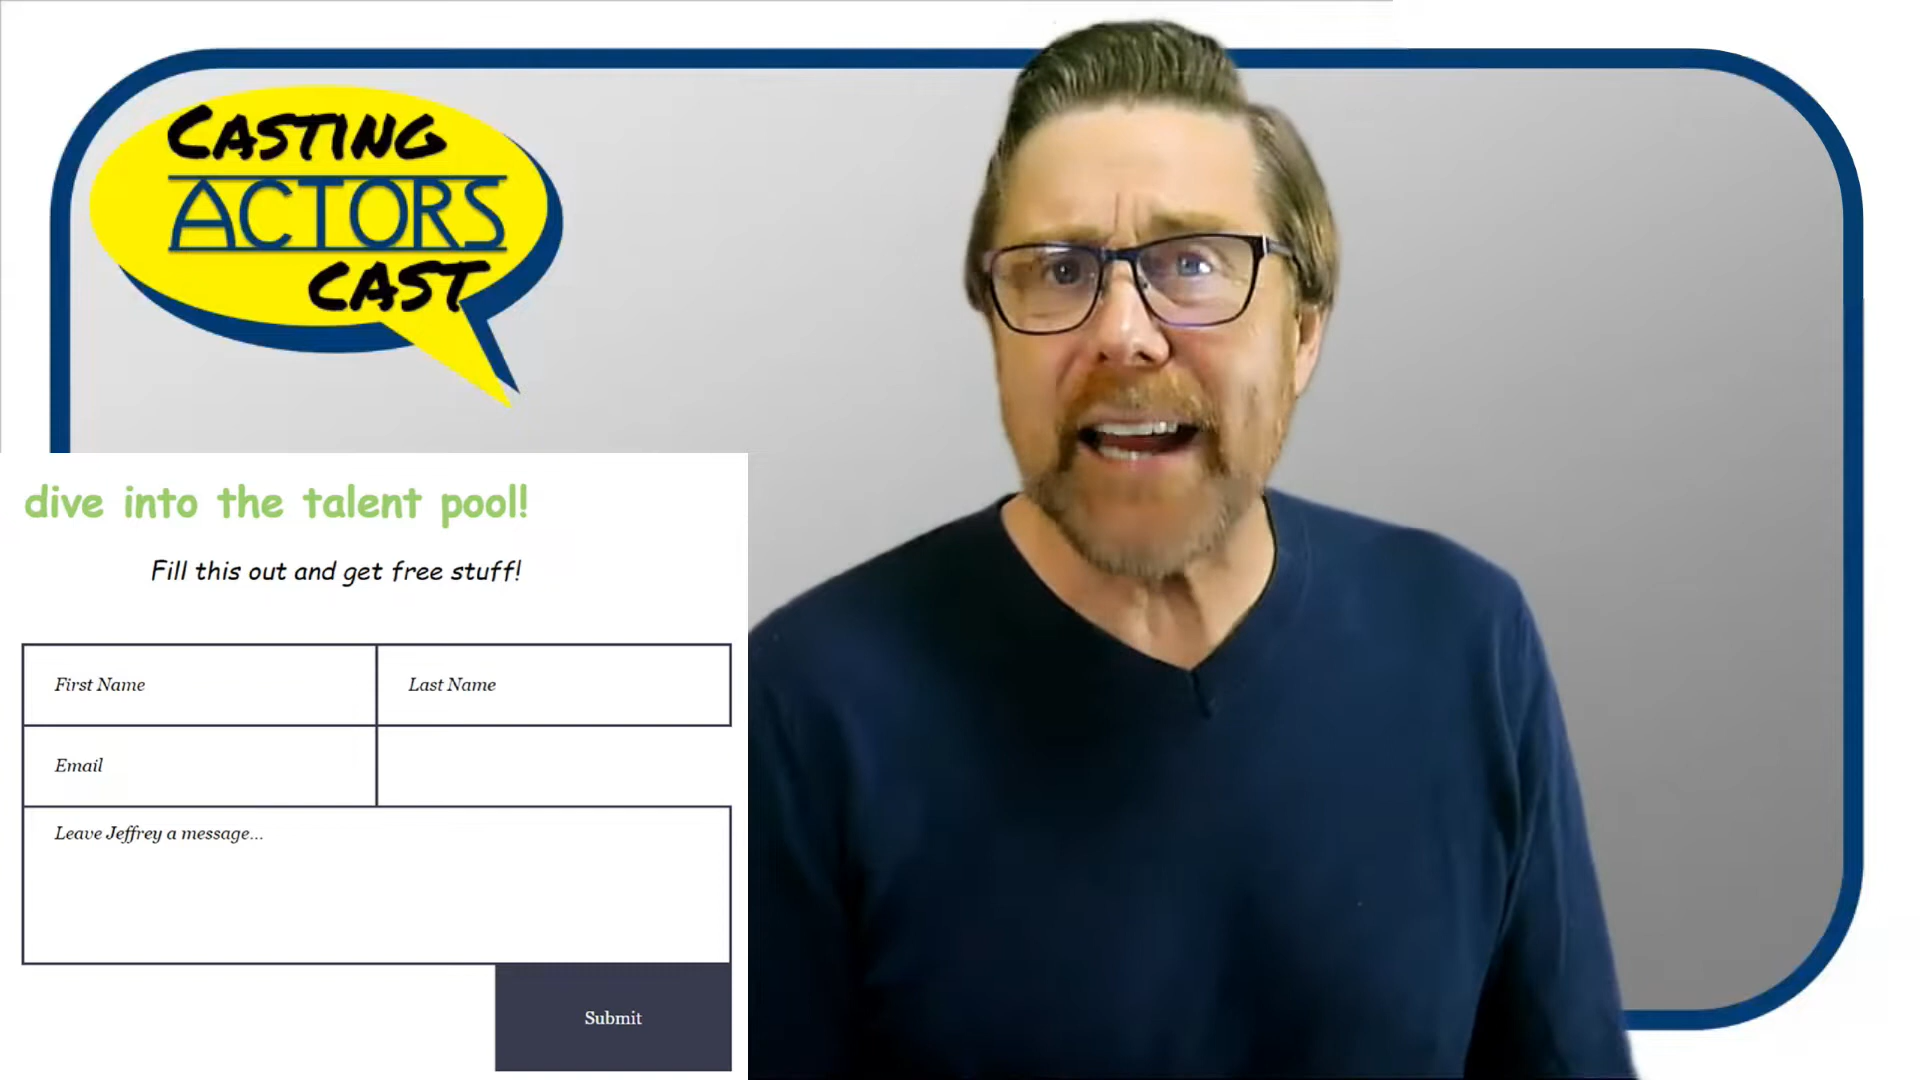 CASTING
ACTORS
CAST
dive into the talent pool!
Fill this out and get free stuff!
First Name
Last Name
Email
Leave Jeffrey a message...
Submit